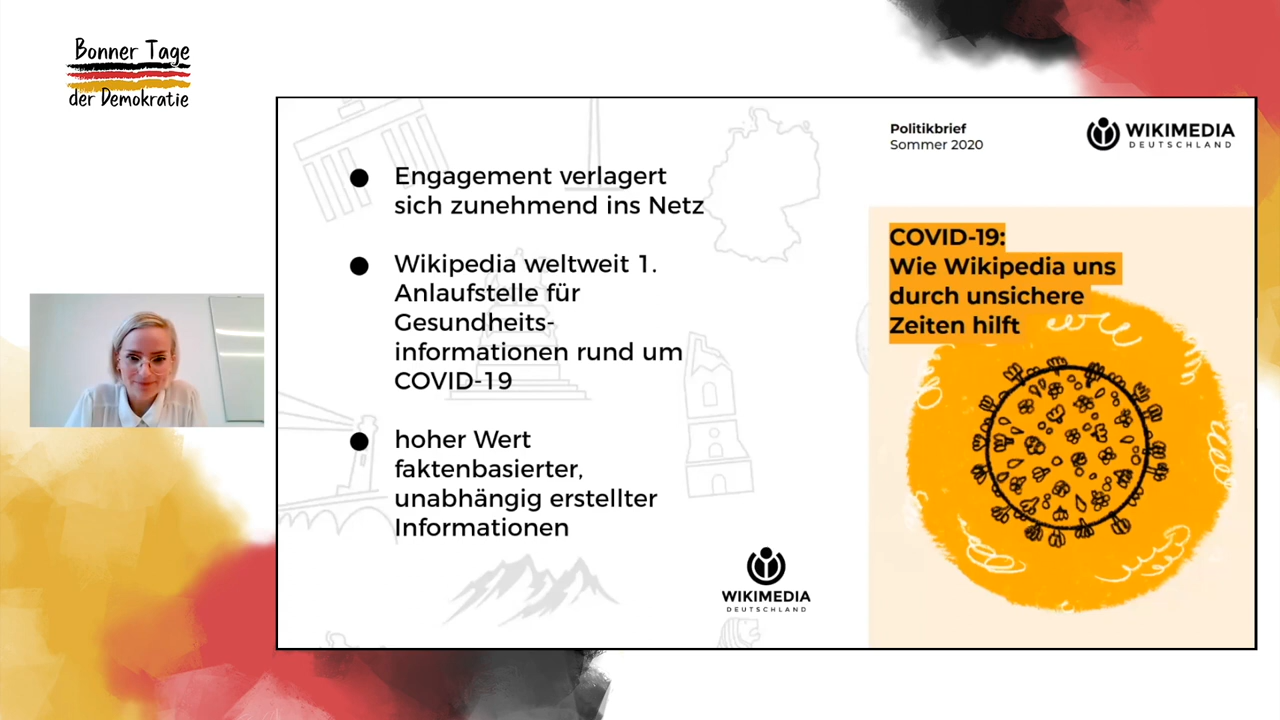 Bonner Tage
der Demokratie
Engagement verlagert
sich zunehmend ins Netz
Wikipedia weltweit 1.
Anlaufstelle für
Gesundheits-
informationen rund um
COVID-19
hoher Wert
faktenbasierter,
unabhängig erstellter
Informationen
WIKIMEDIA
DEUTSCHLAND
Politikbrief
Sommer 2020
WIKIMEDIA
DEUTSCHLAND
COVID-19:
Wie Wikipedia uns
durch unsichere
Zeiten hilft